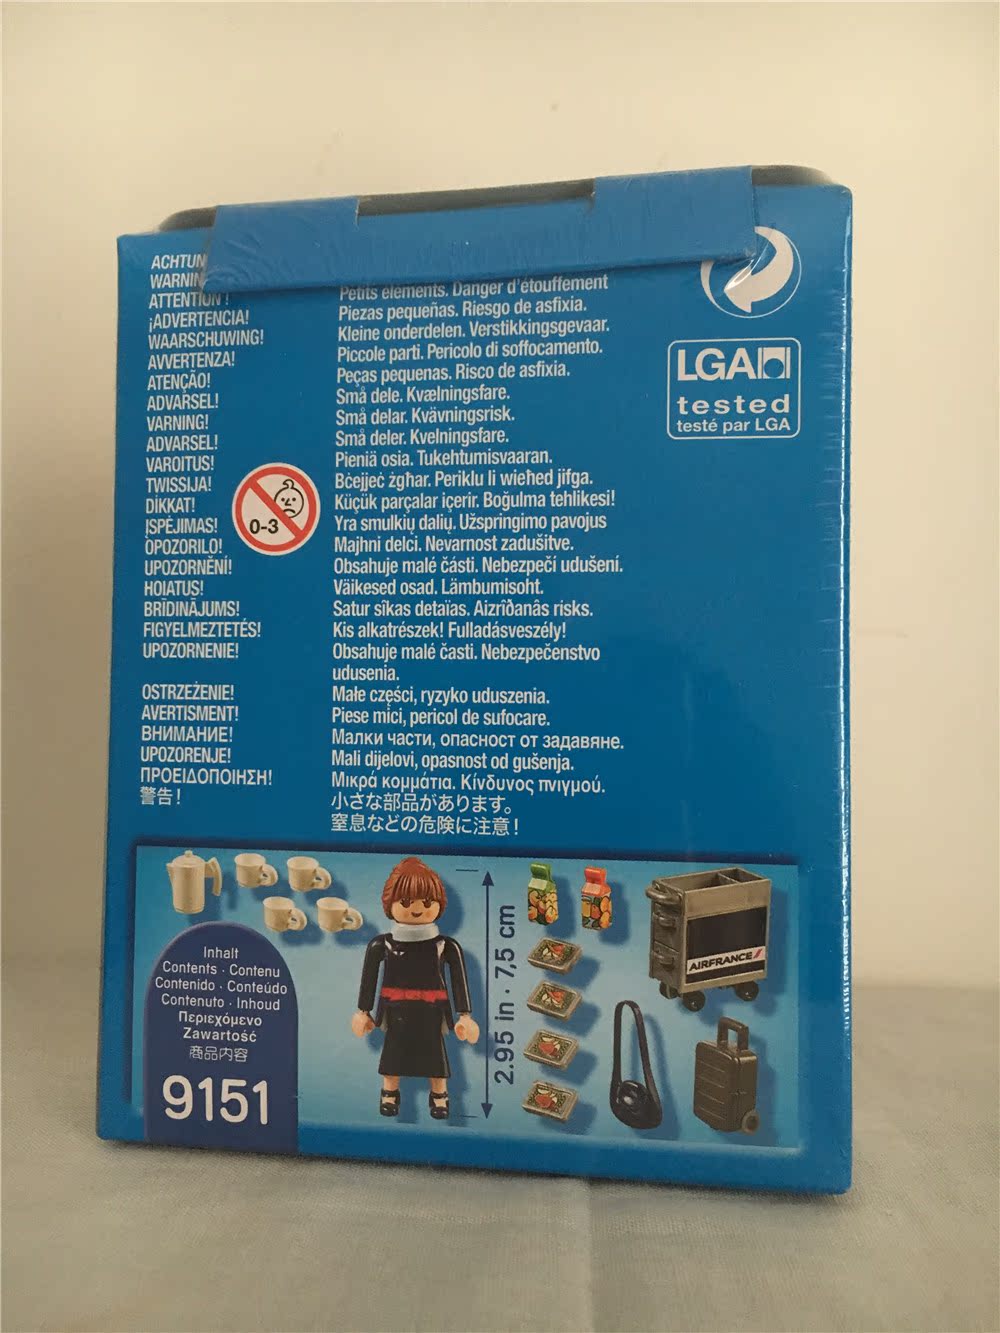 ACHTUN
WARNIN
ATTENTION !
¡ADVERTENCIA!
WAARSCHUWING!
AVVERTENZA!
ATENÇÃO!
ADVARSEL!
VARNING!
ADVARSEL!
VAROITUS!
TWISSIJA!
DİKKAT!
ĮSPĖJIMAS!
OPOZORILO!
UPOZORNĚNÍ!
HOIATUS!
BRĪDINĀJUMS!
FIGYELMEZTETÉS!
UPOZORNENIE!
OSTRZEŻENIE!
AVERTISMENT!
ВНИМАНИЕ!
UPOZORENJE!
ΠΡΟΕΙΔΟΠΟΙΗΣΗ!
警告!
Petits éléments. Danger d'étouffement
Piezas pequeñas. Riesgo de asfixia.
Kleine onderdelen. Verstikkingsgevaar.
Piccole parti. Pericolo di soffocamento.
Peças pequenas. Risco de asfixia.
Små dele. Kvælningsfare.
Små delar. Kvävningsrisk.
Små deler. Kvelningsfare.
Pieniä osia. Tukehtumisvaaran.
Bċejjeċ żgħar. Periklu li wieħed jifga.
Küçük parçalar içerir. Boğulma tehlikesi!
Yra smulkių dalių. Užspringimo pavojus
Majhni delci. Nevarnost zadušitve.
Obsahuje malé části. Nebezpečí udušení.
Väikesed osad. Lämbumisoht.
Satur sîkas detaïas. Aizrîðanâs risks.
Kis alkatrészek! Fulladásveszély!
Obsahuje malé časti. Nebezpečenstvo
udusenia.
Małe części, ryzyko uduszenia.
Piese mici, pericol de sufocare.
Малки части, опасност от задавяне.
Mali dijelovi, opasnost od gušenja.
Μικρά κομμάτια. Κίνδυνος πνιγμού.
小さな部品があります。
窒息などの危険に注意!
0-3
LGA
tested
testé par LGA
Inhalt
Contents · Contenu
Contenido · Conteúdo
Contenuto · Inhoud
Περιεχόμενο
Zawartość
商品内容
9151
2.95 in · 7,5 cm
AIRFRANCE